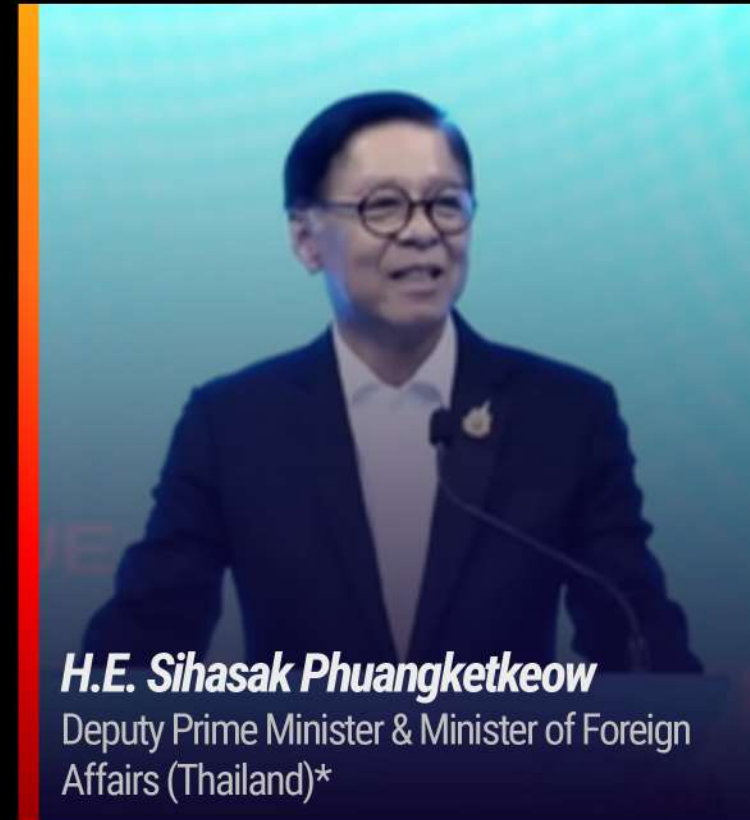 H.E. Sihasak Phuangketkeow
Deputy Prime Minister & Minister of Foreign
Affairs (Thailand)*